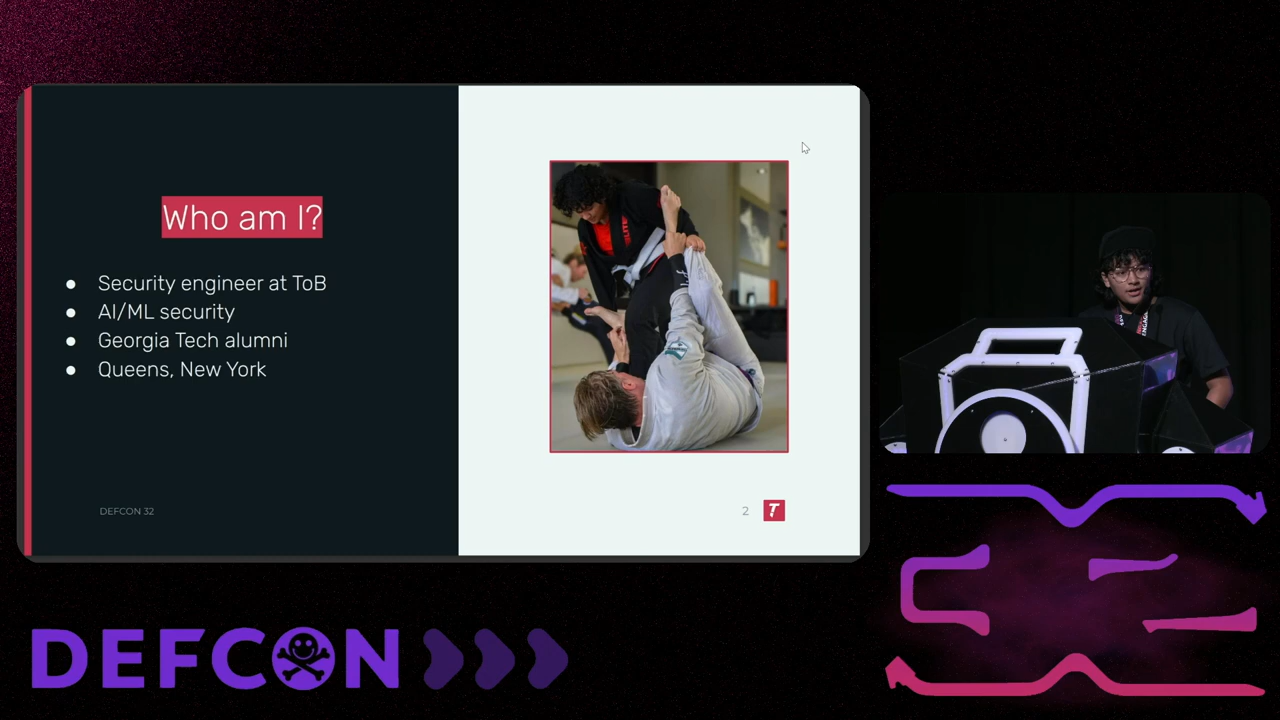 Who am I?
● Security engineer at ToB
● AI/ML security
● Georgia Tech alumni
● Queens, New York
DEFCON 32
2
T
DEFCON
ENGAGE